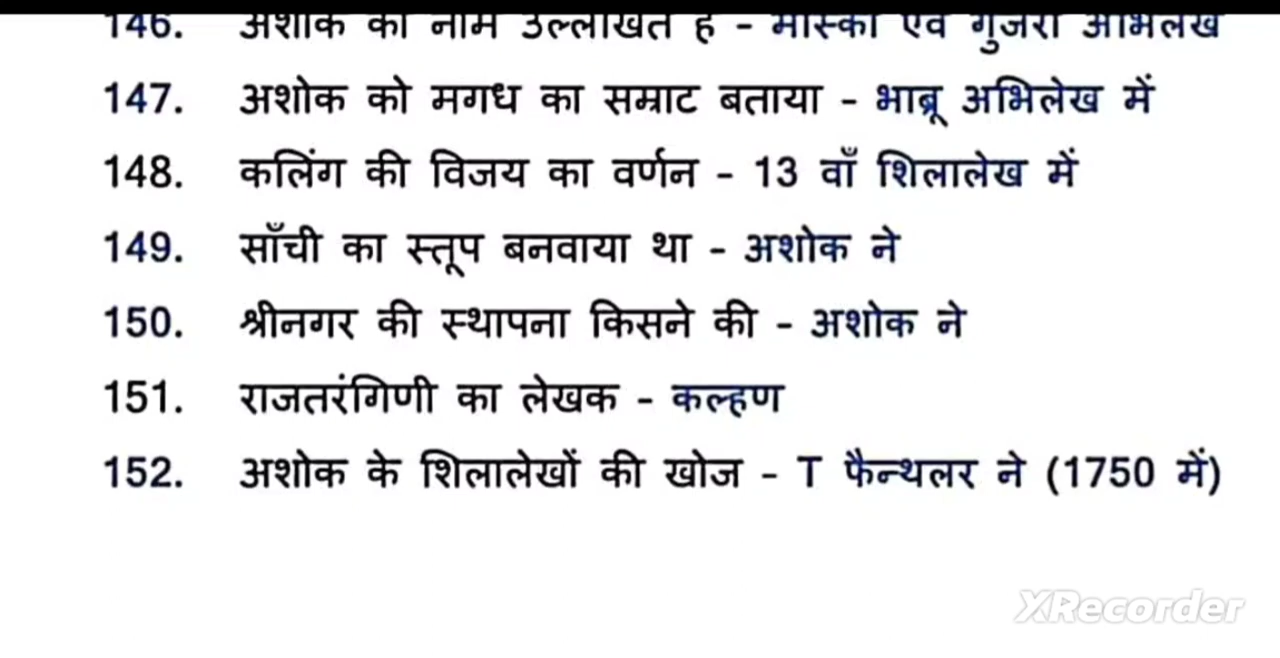 146. अशोक का नाम उल्लेखित है - मास्की एवं गुजरा अभिलेख
147. अशोक को मगध का सम्राट बताया - भाब्रू अभिलेख में
148. कलिंग की विजय का वर्णन - 13 वाँ शिलालेख में
149. साँची का स्तूप बनवाया था - अशोक ने
150. श्रीनगर की स्थापना किसने की - अशोक ने
151. राजतरंगिणी का लेखक - कल्हण
152. अशोक के शिलालेखों की खोज - T फैन्थलर ने (1750 में)
XRecorder